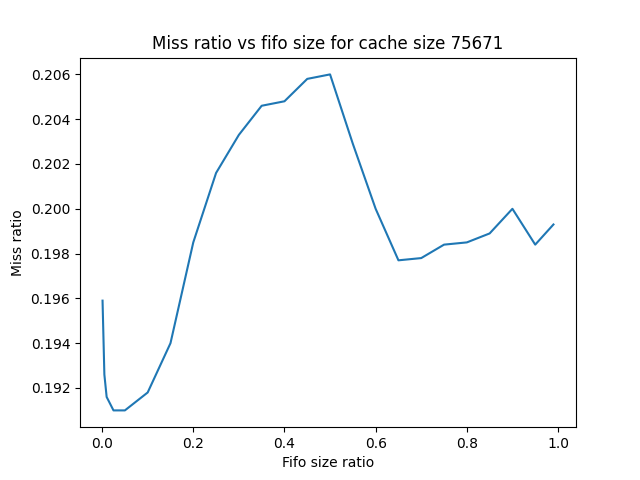 Miss ratio vs fifo size for cache size 75671
0.206
0.204
0.202
0.200
0.198
0.196
0.194
0.192
Miss ratio
0.0 0.2 0.4 0.6 0.8 1.0
Fifo size ratio